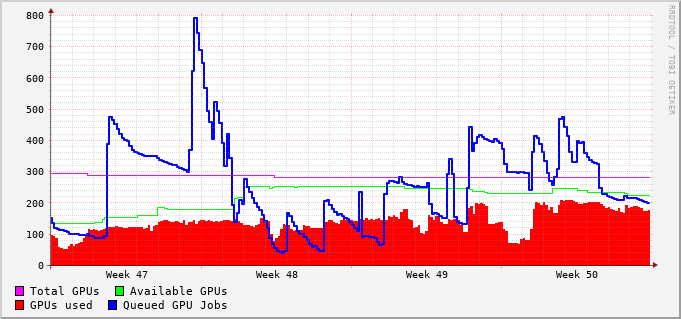 800
700
600
500
400
300
200
100
0
Week 47 Week 48 Week 49 Week 50
Total GPUs Available GPUs
GPUs used Queued GPU Jobs
RRDTOOL / TOBI OETIKER